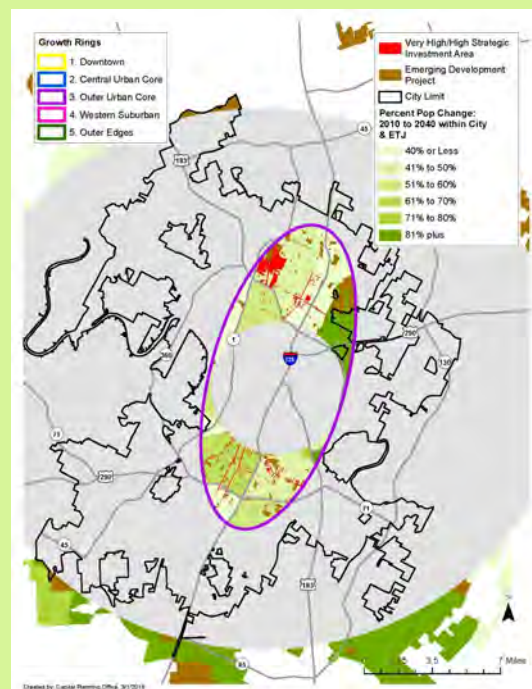 Growth Rings
1. Downtown
2. Central Urban Core
3. Outer Urban Core
4. Western Suburban
5. Outer Edges
Very High/High Strategic
Investment Area
Emerging Development
Project
City Limit
Percent Pop Change:
2010 to 2040 within City
& ETJ
40% or Less
41% to 50%
51% to 60%
61% to 70%
71% to 80%
81% plus
45
183
1
360
290
130
71
290
71
45
183
3.5
7
Miles